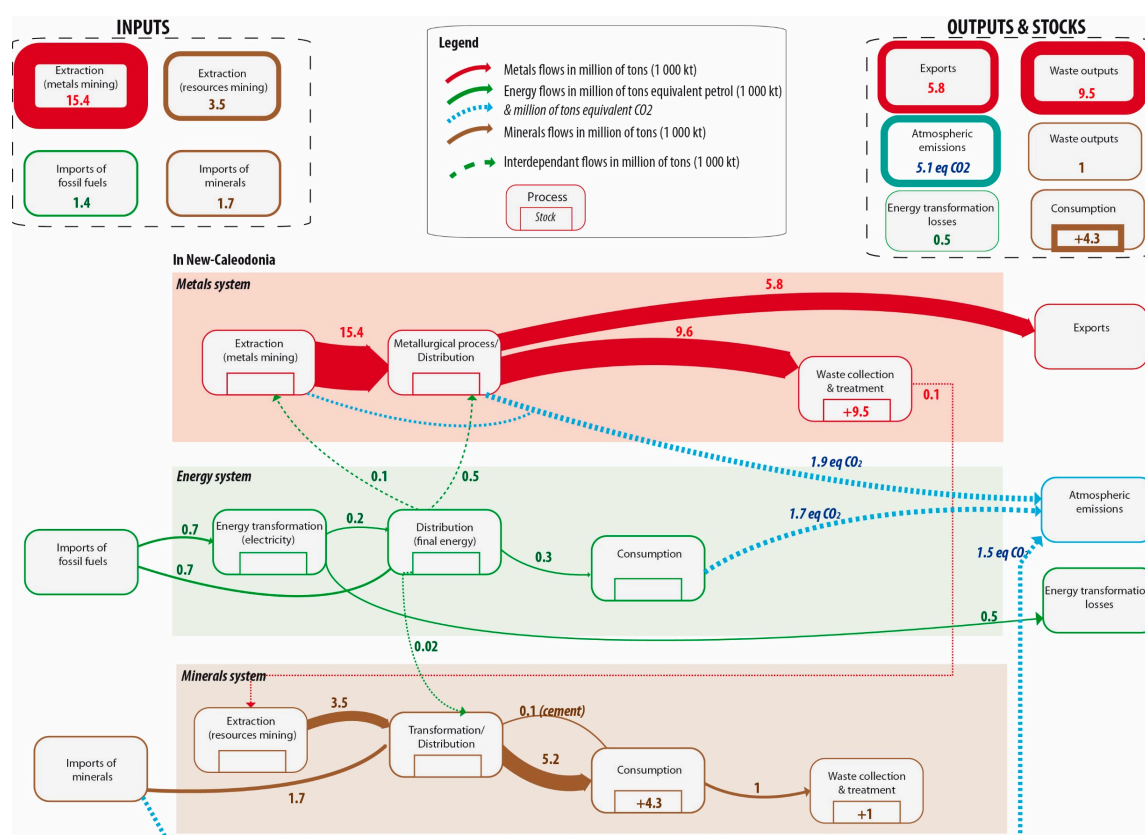 INPUTS
Extraction
(metals mining)
15.4
Extraction
(resources mining)
3.5
Imports of
fossil fuels
1.4
Imports of
minerals
1.7
Legend
Metals flows in million of tons (1 000 kt)
Energy flows in million of tons equivalent petrol (1 000 kt)
& million of tons equivalent CO2
Minerals flows in million of tons (1 000 kt)
Interdependant flows in million of tons (1 000 kt)
Process
Stock
OUTPUTS & STOCKS
Exports
5.8
Waste outputs
9.5
Atmospheric
emissions
5.1 eq CO2
Waste outputs
1
Energy transformation
losses
0.5
Consumption
+4.3
In New-Caledonia
Metals system
Extraction
(metals mining)
15.4
Metallurgical process/
Distribution
5.8
9.6
Exports
Waste collection
& treatment
+9.5
0.1
1.9 eq CO₂
Energy system
0.1
0.5
Imports of
fossil fuels
0.7
0.7
Energy transformation
(electricity)
0.2
Distribution
(final energy)
0.3
Consumption
1.7 eq CO₂
1.5 eq CO₂
Atmospheric
emissions
0.5
Energy transformatio
losses
0.02
Minerals system
Extraction
(resources mining)
3.5
Imports of
minerals
1.7
Transformation/
Distribution
0.1 (cement)
5.2
Consumption
+4.3
1
Waste collection
& treatment
+1